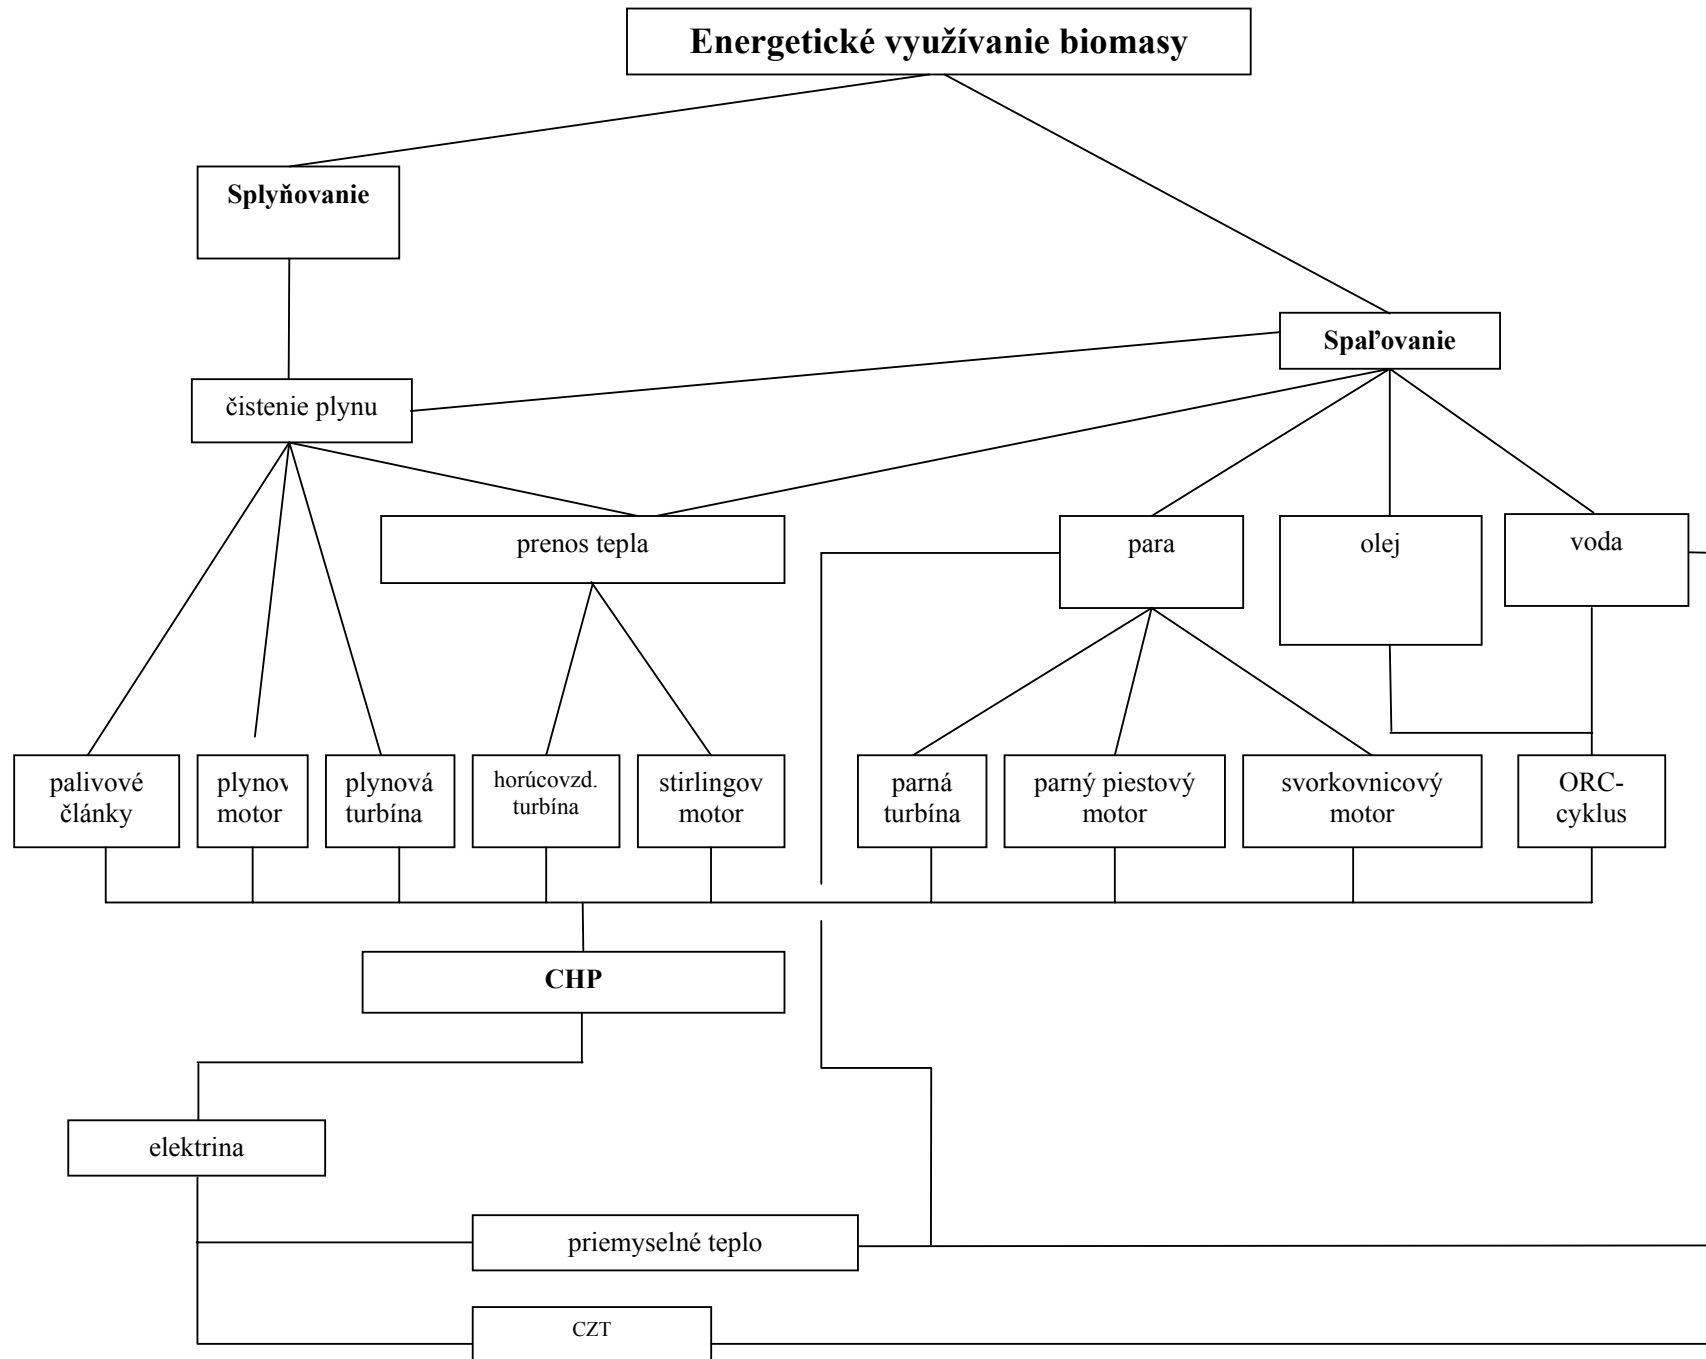 Energetické využívanie biomasy
Splyňovanie
Spaľovanie
čistenie plynu
prenos tepla
para
olej
voda
palivové
články
plynov
motor
plynová
turbína
horúcovzd.
turbína
stirlingov
motor
parná
turbína
parný piestový
motor
svorkovnicový
motor
ORC-
cyklus
CHP
elektrina
priemyselné teplo
CZT